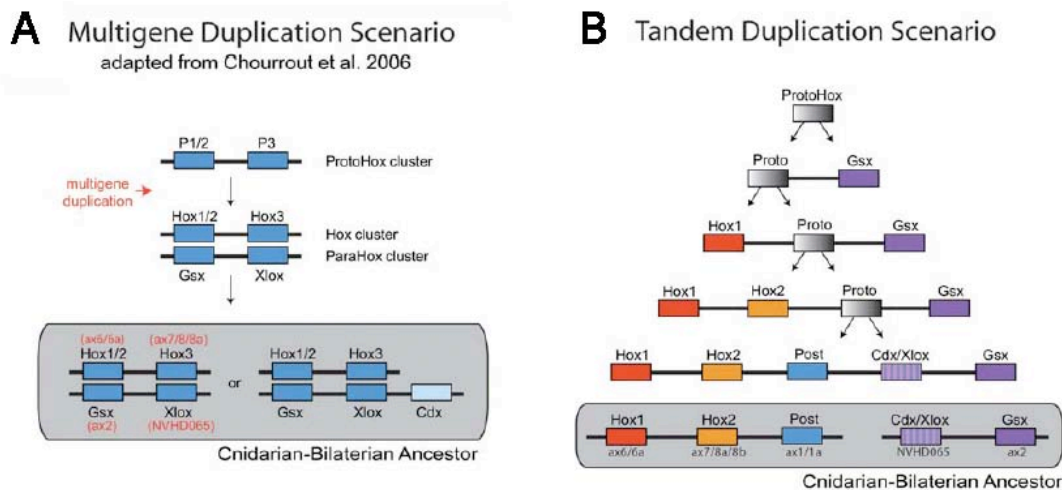 A Multigene Duplication Scenario
adapted from Chourrout et al. 2006
P1/2 P3
ProtoHox cluster
multigene
duplication
Hox1/2 Hox3
Hox cluster
ParaHox cluster
Gsx Xlox
(ax6/6a) (ax7/8/8a)
Hox1/2 Hox3 Hox1/2 Hox3
or
Gsx Xlox Gsx Xlox Cdx
(ax2) (NVHD065)
Cnidarian-Bilaterian Ancestor
B Tandem Duplication Scenario
ProtoHox
Proto Gsx
Hox1 Proto Gsx
Hox1 Hox2 Proto Gsx
Hox1 Hox2 Post Cdx/Xlox Gsx
Hox1 Hox2 Post Cdx/Xlox Gsx
ax6/6a ax7/8a/8b ax1/1a NVHD065 ax2
Cnidarian-Bilaterian Ancestor